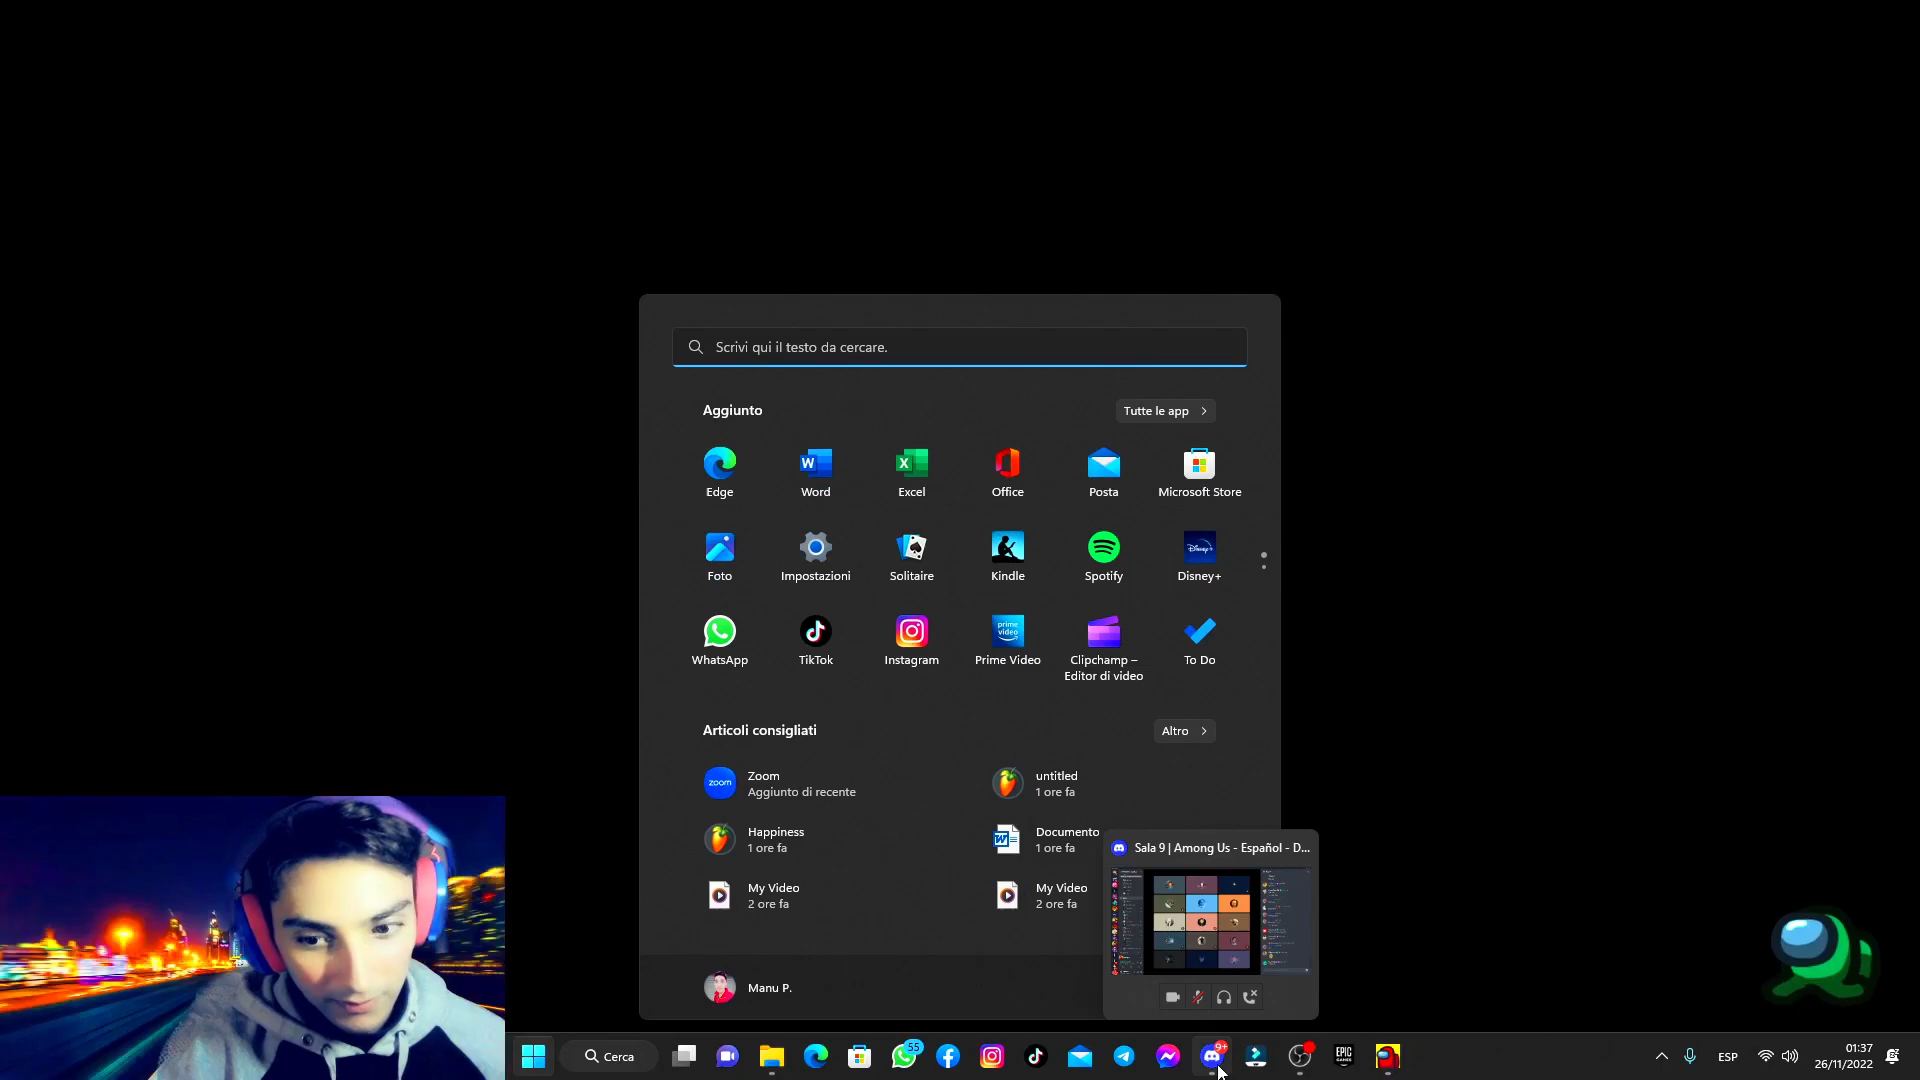 Scrivi qui il testo da cercare.
Aggiunto
Tutte le app
Edge
Word
Excel
Office
Posta
Microsoft Store
Foto
Impostazioni
Solitaire
Kindle
Spotify
Disney+
WhatsApp
TikTok
Instagram
Prime Video
Clipchamp –
Editor di video
To Do
Articoli consigliati
Altro
zoom
Zoom
Aggiunto di recente
untitled
1 ore fa
Happiness
1 ore fa
Documento
1 ore fa
My Video
2 ore fa
My Video
2 ore fa
Sala 9 | Among Us - Español - D...
Manu P.
Cerca
55
9+
EPIC
GAMES
ESP
01:37
26/11/2022